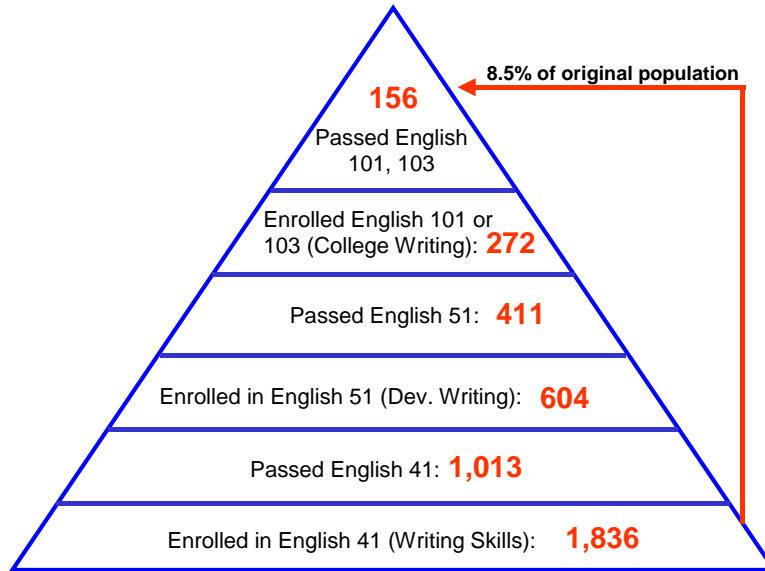 8.5% of original population
156
Passed English
101, 103
Enrolled English 101 or
103 (College Writing): 272
Passed English 51: 411
Enrolled in English 51 (Dev. Writing): 604
Passed English 41: 1,013
Enrolled in English 41 (Writing Skills): 1,836